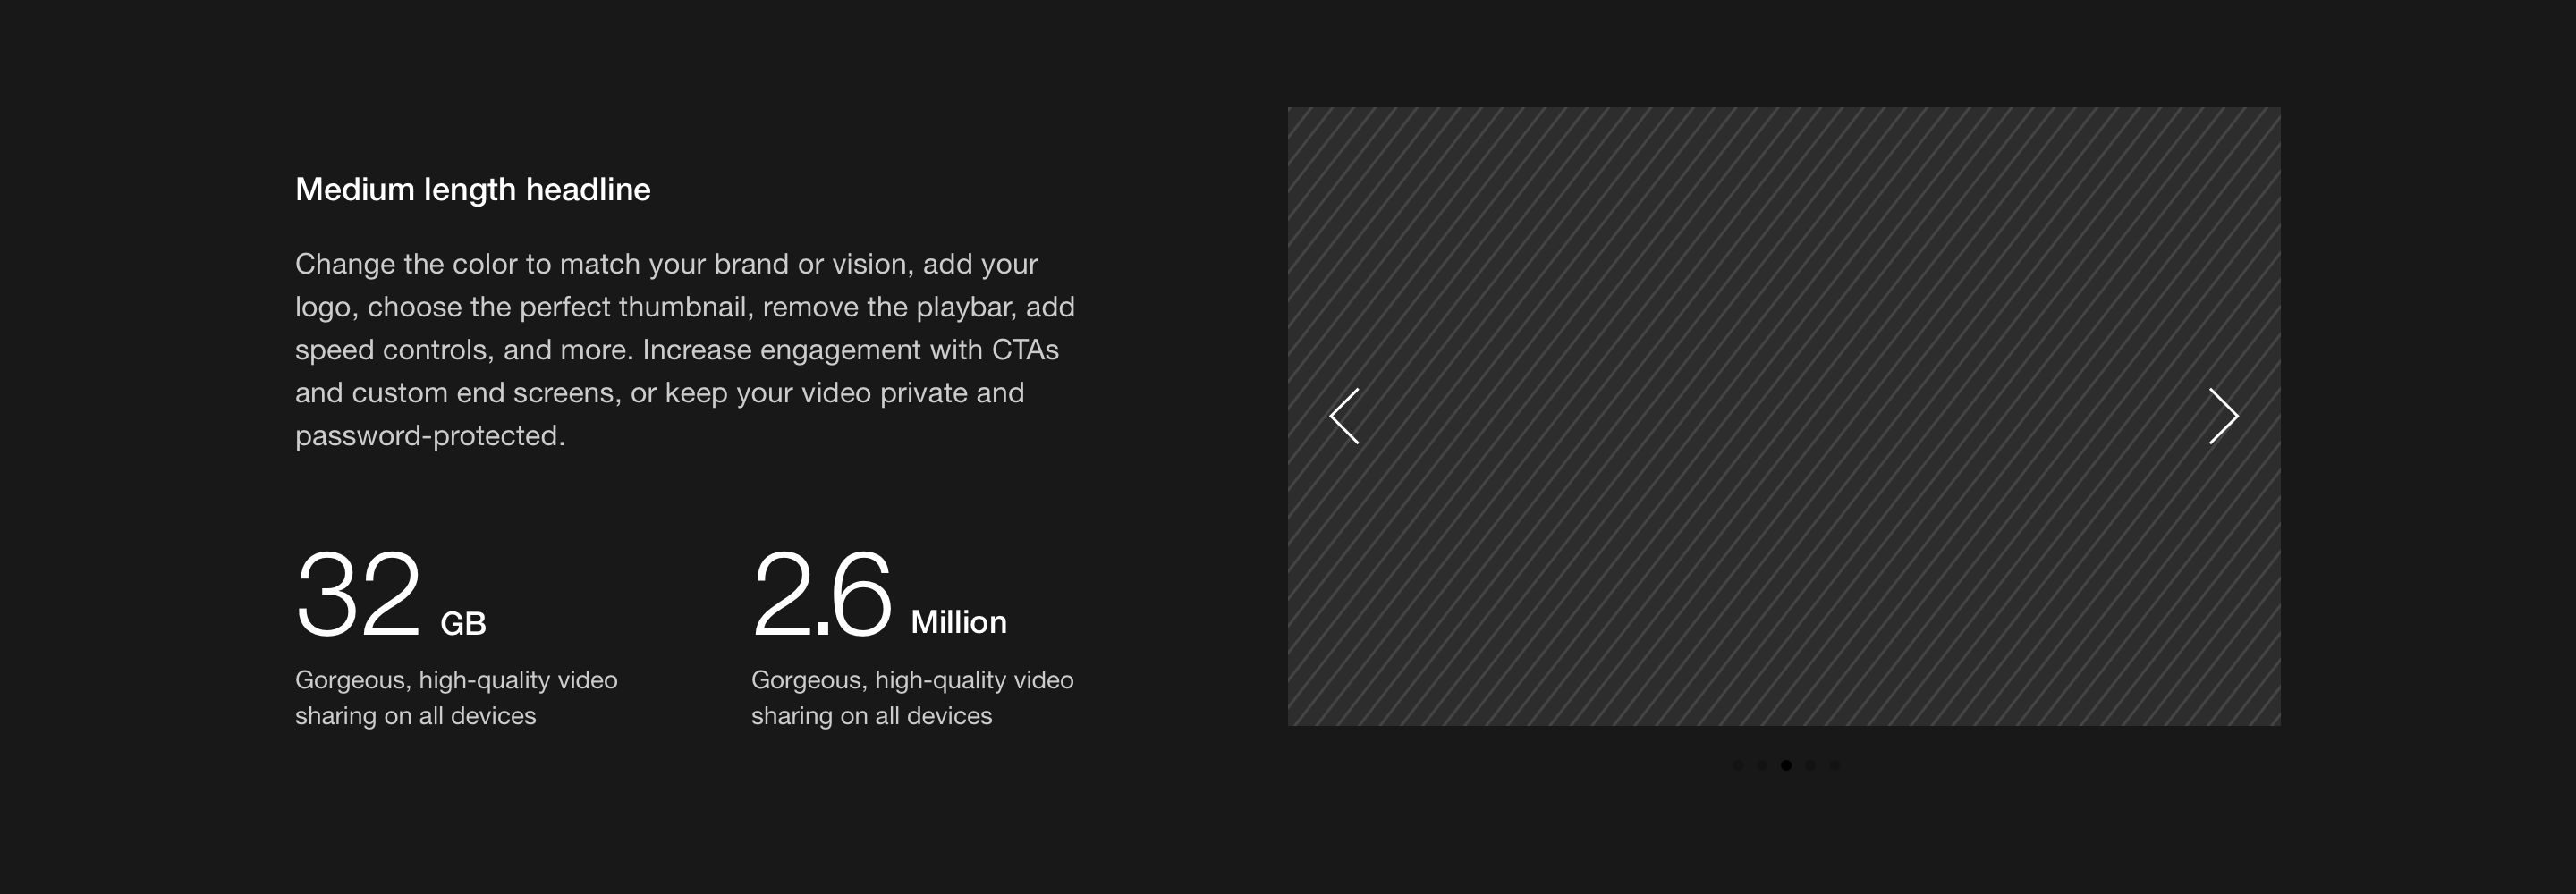 Medium length headline
Change the color to match your brand or vision, add your
logo, choose the perfect thumbnail, remove the playbar, add
speed controls, and more. Increase engagement with CTAs
and custom end screens, or keep your video private and
password-protected.
32 GB
Gorgeous, high-quality video
sharing on all devices
2.6 Million
Gorgeous, high-quality video
sharing on all devices